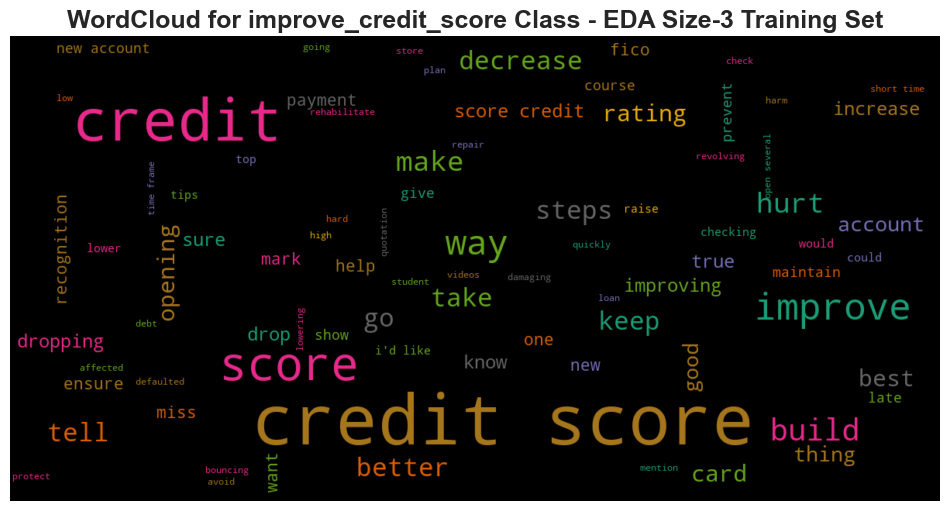 WordCloud for improve_credit_score Class - EDA Size-3 Training Set
new account
going
store
plan
decrease
fico
check
low
credit
payment
rehabilitate
score credit
course
rating
prevent
harm
short time
increase
time frame
top
make
repair
revolving
open several
tips
give
recognition
opening
sure
lower
hard
high
quotation
steps
raise
hurt
account
checking
would
could
mark
help
way
quickly
true
maintain
student
videos
damaging
take
improving
loan
improve
dropping
debt
drop
lowering
show
go
i'd like
one
keep
affected
score
know
new
good
best
ensure
defaulted
late
miss
tell
credit score
build
thing
protect
bouncing
avoid
want
better
mention
card